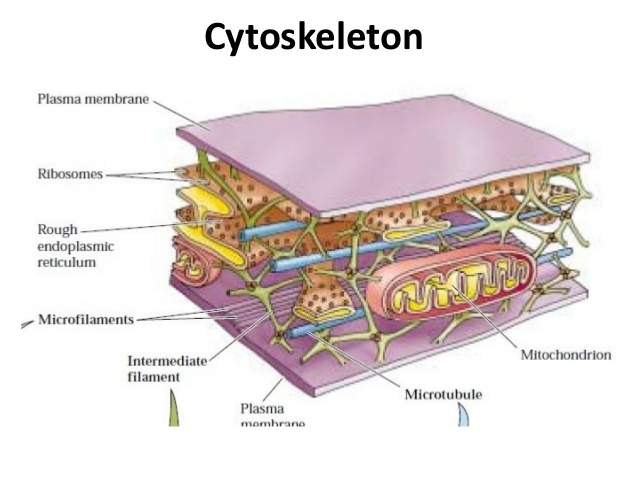 Cytoskeleton
Plasma membrane
Ribosomes
Rough
endoplasmic
reticulum
Microfilaments
Intermediate
filament
Mitochondrion
Microtubule
Plasma
membrane